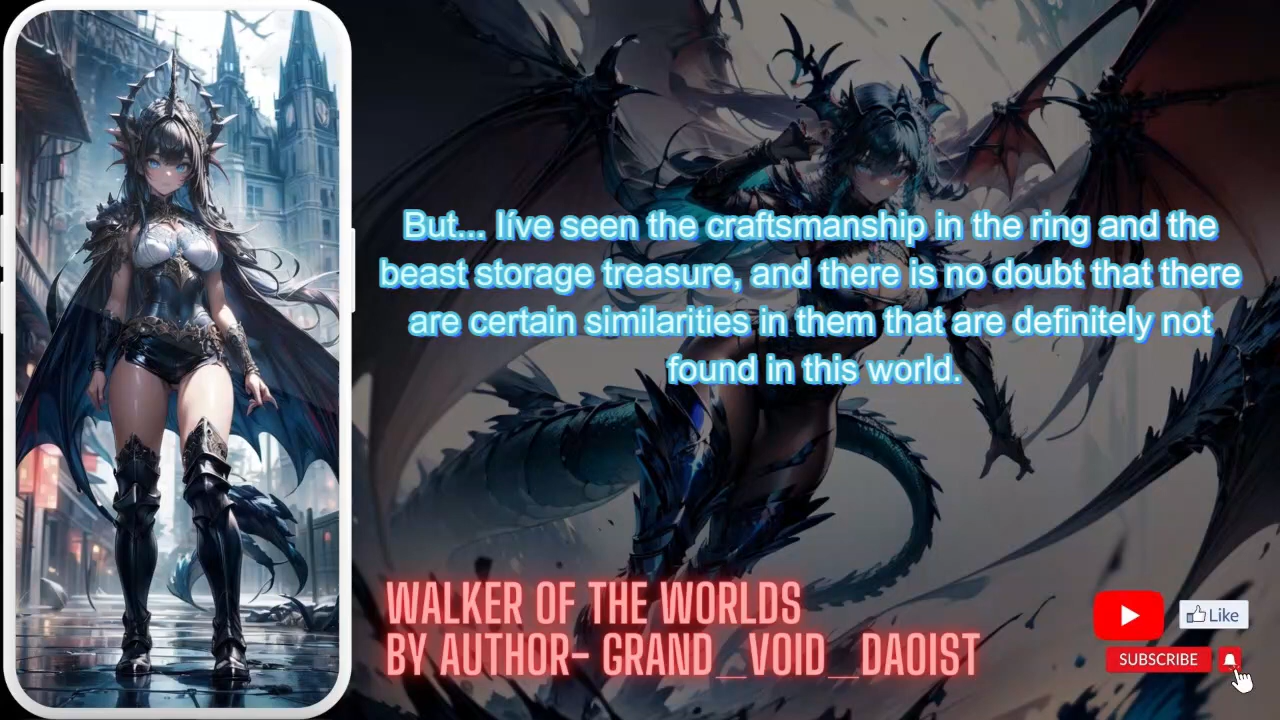 But... Iíve seen the craftsmanship in the ring and the
beast storage treasure, and there is no doubt that there
are certain similarities in them that are definitely not
found in this world.
WALKER OF THE WORLDS
BY AUTHOR- GRAND_VOID_DAOIST
Like
SUBSCRIBE